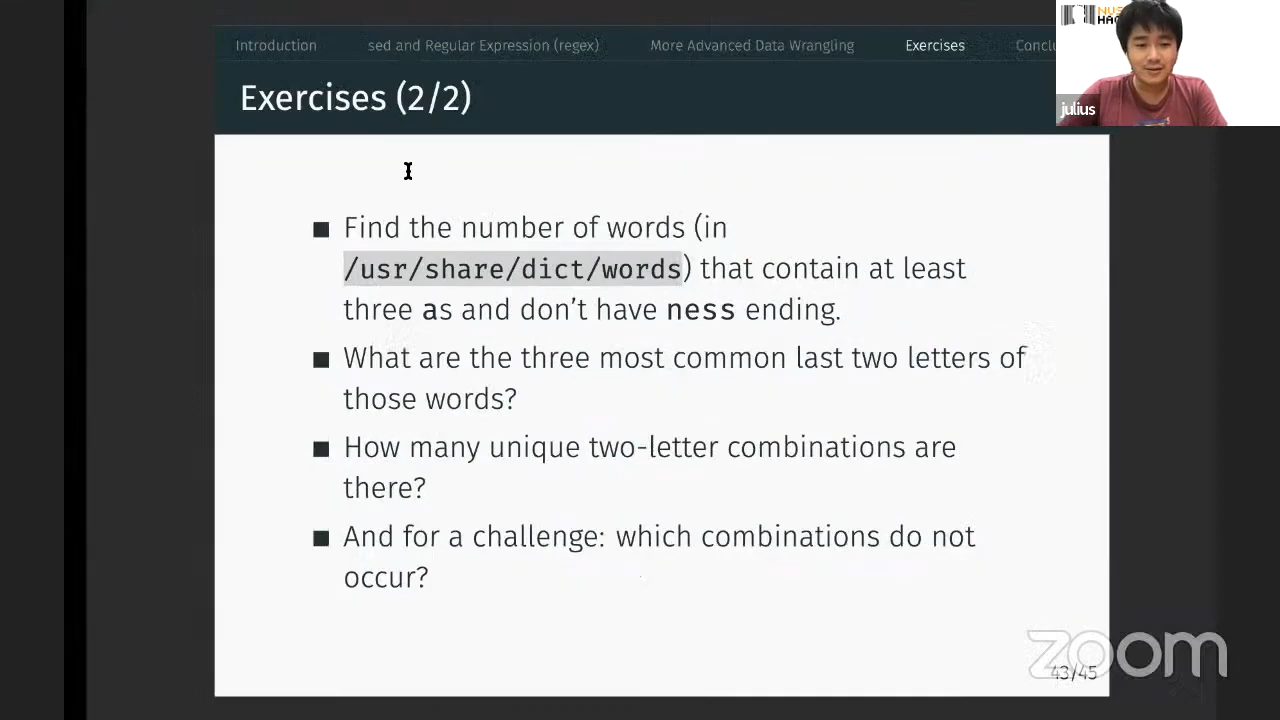 Introduction sed and Regular Expression (regex) More Advanced Data Wrangling Exercises
NUS
julius
Exercises (2/2)
■ Find the number of words (in
/usr/share/dict/words) that contain at least
three as and don't have ness ending.
■ What are the three most common last two letters of
those words?
■ How many unique two-letter combinations are
there?
■ And for a challenge: which combinations do not
occur?
zoom
43/45